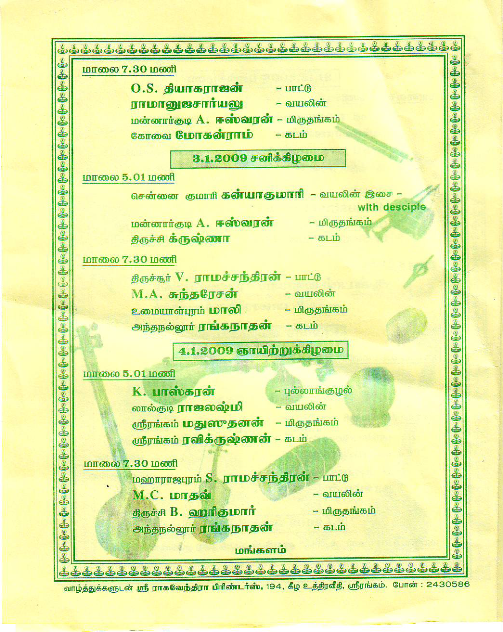 மாலை 7.30 மணி
O.S. தியாகராஜன் - பாட்டு
ராமானுஜசார்யலு - வயலின்
மன்னார்குடி A. ஈஸ்வரன் - மிருதங்கம்
கோவை மோகன்ராம் - கடம்
3.1.2009 சனிக்கிழமை
மாலை 5.01 மணி
சென்னை குமாரி கன்யாகுமாரி - வயலின் இசை -
with desciple
மன்னார்குடி A. ஈஸ்வரன் - மிருதங்கம்
திருச்சி க்ருஷ்ணா - கடம்
மாலை 7.30 மணி
திருச்சூர் V. ராமச்சந்திரன் - பாட்டு
M.A. சுந்தரேசன் - வயலின்
உமையாள்புரம் மாலி - மிருதங்கம்
அந்தநல்லூர் ரங்கநாதன் - கடம்
4.1.2009 ஞாயிற்றுக்கிழமை
மாலை 5.01 மணி
K. பாஸ்கரன் - புல்லாங்குழல்
லால்குடி ராஜலஷ்மி - வயலின்
ஸ்ரீரங்கம் மதுஸுதனன் - மிருதங்கம்
ஸ்ரீரங்கம் ரவிக்ருஷ்ணன் - கடம்
மாலை 7.30 மணி
மஹாராஜபுரம் S. ராமச்சந்திரன் - பாட்டு
M.C. மாதவ் - வயலின்
திருச்சி B. ஹரிகுமார் - மிருதங்கம்
அந்தநல்லூர் ரங்கநாதன் - கடம்
மங்களம்
வாழ்த்துக்களுடன் ஸ்ரீ ராகவேந்திரா பிரிண்டர்ஸ், 194, கீழ உத்திரவீதி, ஸ்ரீரங்கம். போன் : 2430586